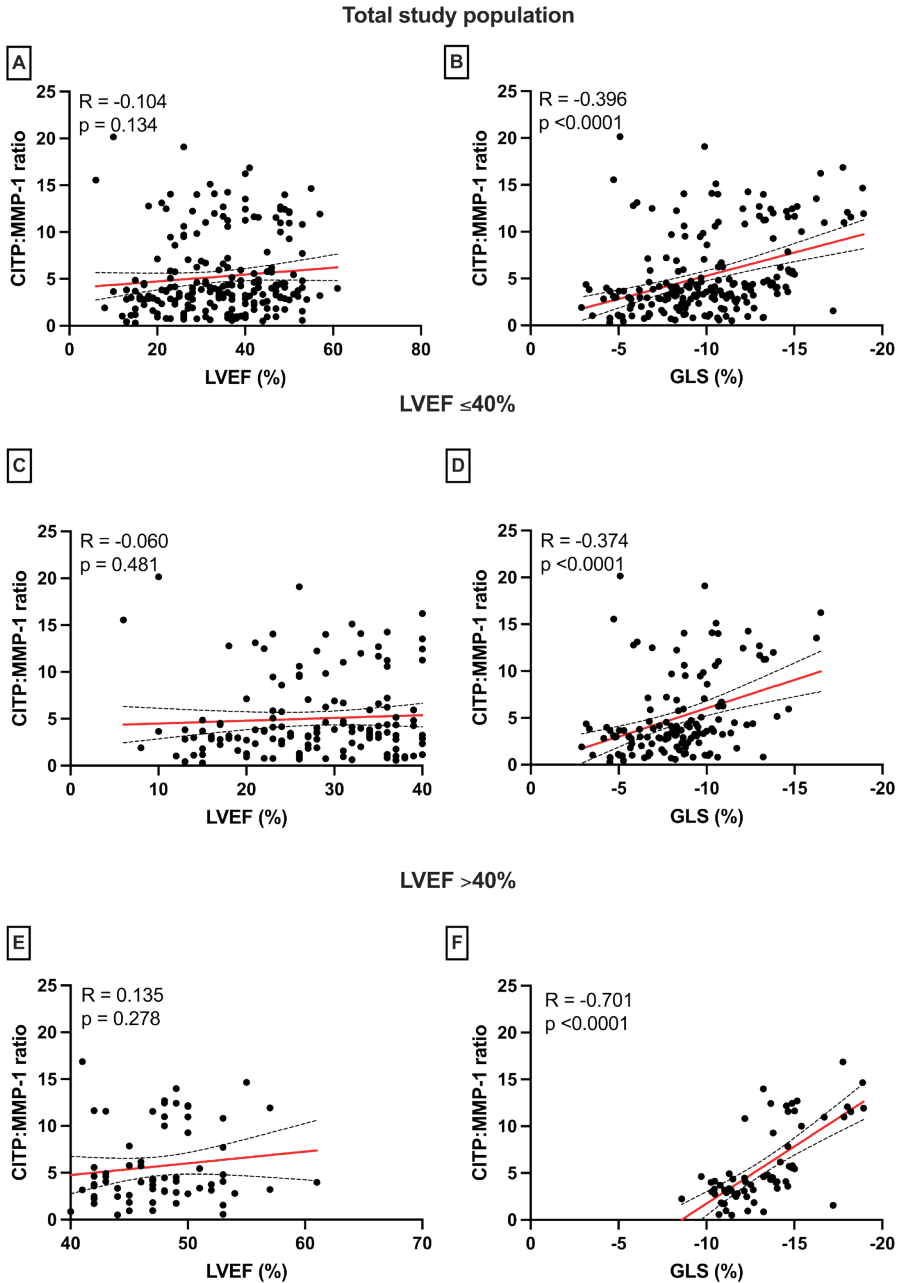 Total study population
A
B
R = -0.104
p = 0.134
CITP:MMP-1 ratio
25
20
15
10
5
0
0 20 40 60 80
LVEF (%)
R = -0.396
p <0.0001
CITP:MMP-1 ratio
25
20
15
10
5
0
0 -5 -10 -15 -20
GLS (%)
LVEF ≤40%
C
D
R = -0.060
p = 0.481
CITP:MMP-1 ratio
25
20
15
10
5
0
0 10 20 30 40
LVEF (%)
R = -0.374
p <0.0001
CITP:MMP-1 ratio
25
20
15
10
5
0
0 -5 -10 -15 -20
GLS (%)
LVEF >40%
E
F
R = 0.135
p = 0.278
CITP:MMP-1 ratio
25
20
15
10
5
0
40 50 60 70
LVEF (%)
R = -0.701
p <0.0001
CITP:MMP-1 ratio
25
20
15
10
5
0
0 -5 -10 -15 -20
GLS (%)